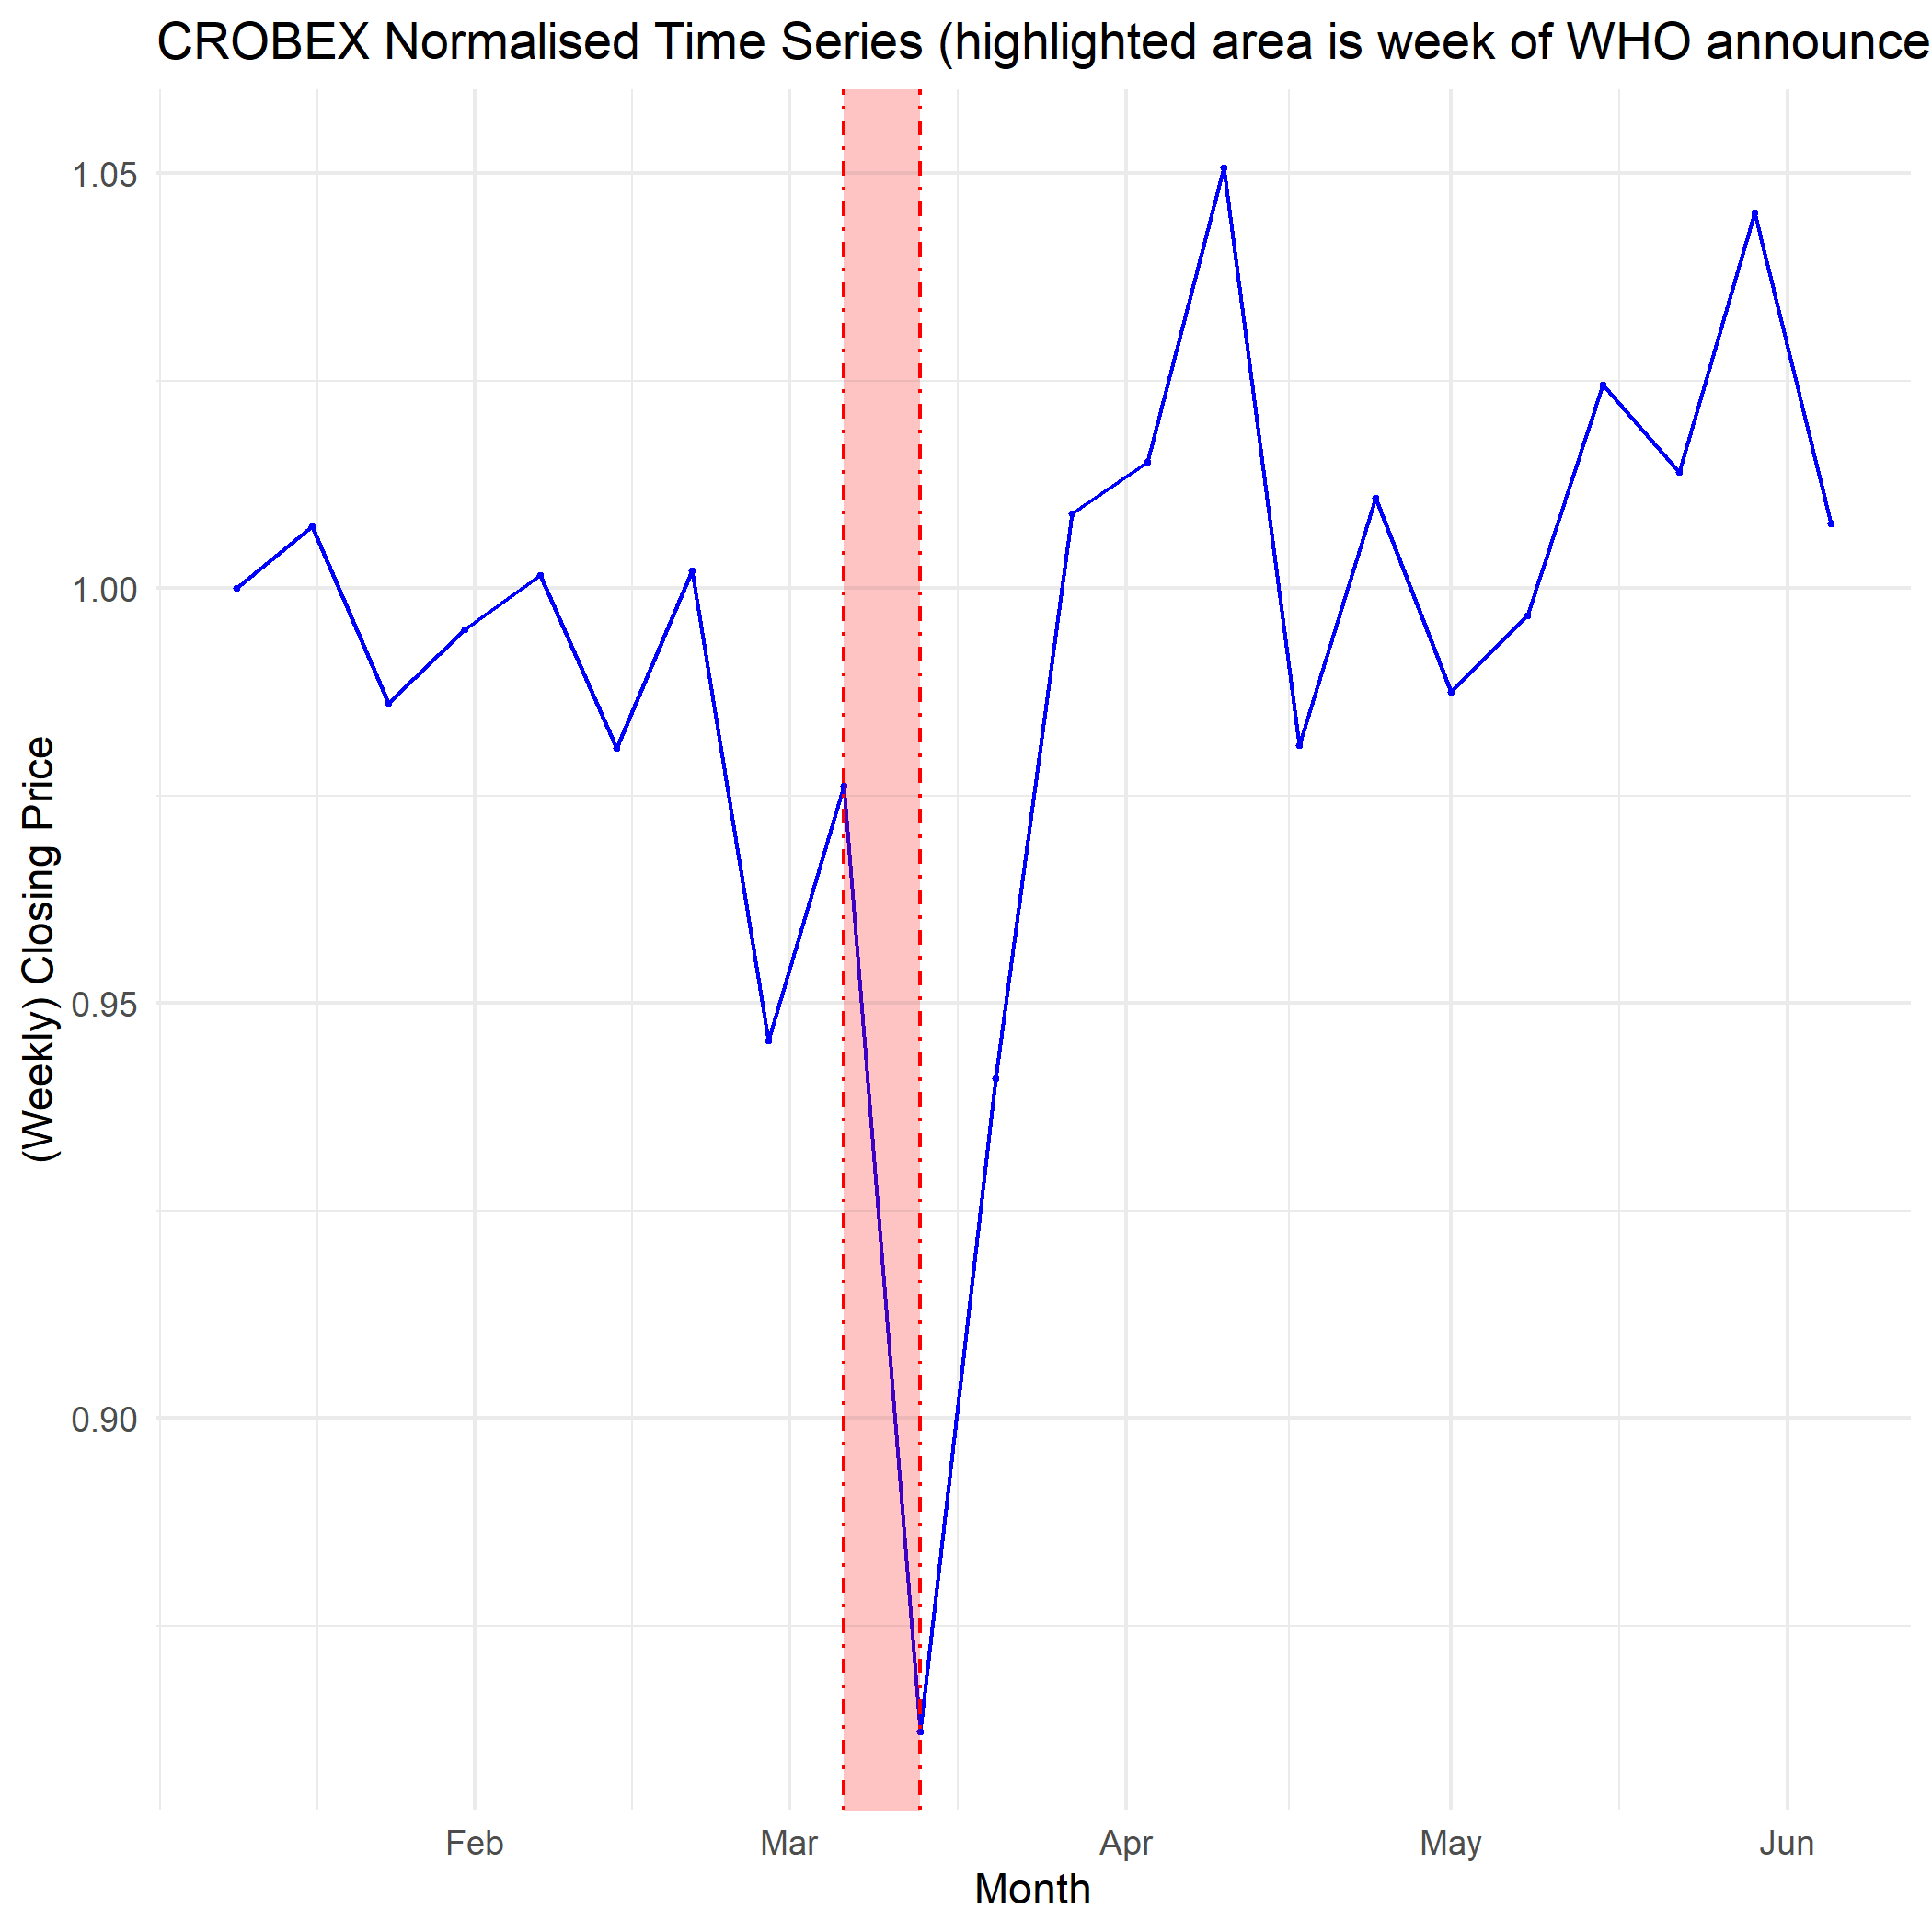 CROBEX Normalised Time Series (highlighted area is week of WHO announce
1.05
1.00
0.95
0.90
(Weekly) Closing Price
Feb Mar Apr May Jun
Month